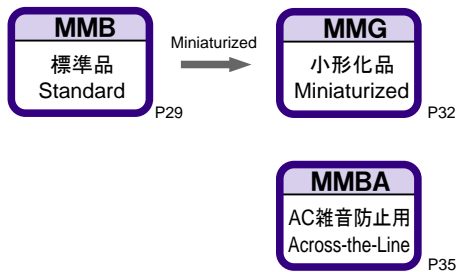 MMB
標準品
Standard
P29
Miniaturized
MMG
小形化品
Miniaturized
P32
MMBA
AC雑音防止用
Across-the-Line
P35